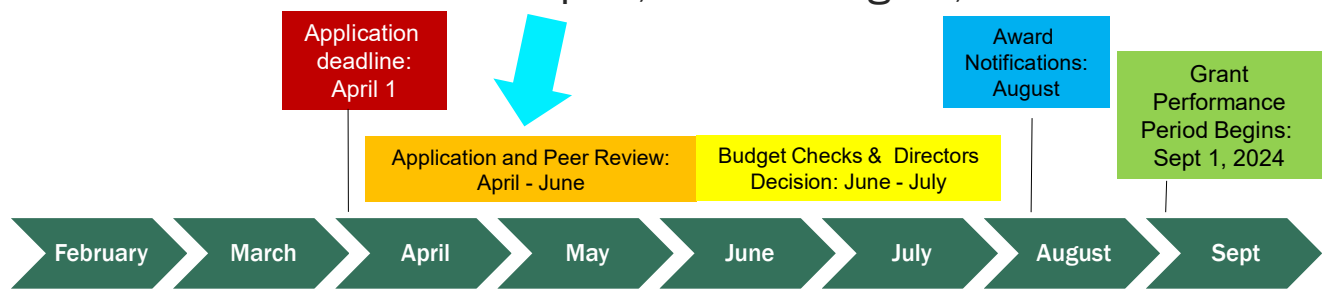 Application
deadline:
April 1
Award
Notifications:
August
Grant
Performance
Period Begins:
Sept 1, 2024
Application and Peer Review:
April - June
Budget Checks & Directors
Decision: June - July
February
March
April
May
June
July
August
Sept